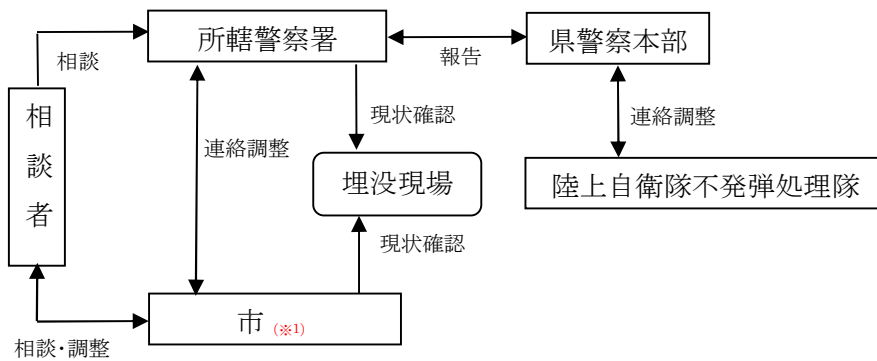 所轄警察署
県警察本部
報告
相談
相談者
現状確認
連絡調整
連絡調整
埋没現場
陸上自衛隊不発弾処理隊
現状確認
市(※1)
相談・調整